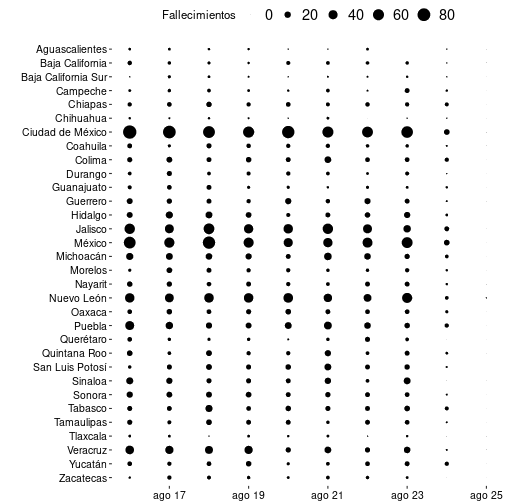 Fallecimientos 0 20 40 60 80
Aguascalientes
Baja California
Baja California Sur
Campeche
Chiapas
Chihuahua
Ciudad de México
Coahuila
Colima
Durango
Guanajuato
Guerrero
Hidalgo
Jalisco
México
Michoacán
Morelos
Nayarit
Nuevo León
Oaxaca
Puebla
Querétaro
Quintana Roo
San Luis Potosí
Sinaloa
Sonora
Tabasco
Tamaulipas
Tlaxcala
Veracruz
Yucatán
Zacatecas
ago 17 ago 19 ago 21 ago 23 ago 25